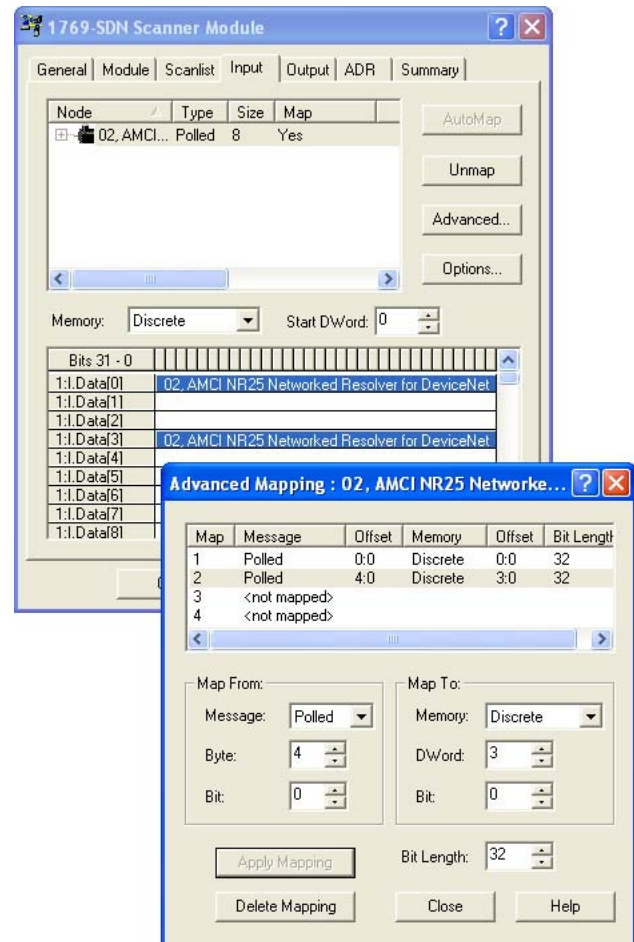 1769-SDN Scanner Module
General Module Scanlist Input Output ADR Summary
Node Type Size Map
02, AMCI... Polled 8 Yes
AutoMap
Unmap
Advanced...
Options...
Memory: Discrete Start DWord: 0
Bits 31 - 0
1:I.Data[0] 02, AMCI NR25 Networked Resolver for DeviceNet
1:I.Data[1]
1:I.Data[2]
1:I.Data[3] 02, AMCI NR25 Networked Resolver for DeviceNet
1:I.Data[4]
1:I.Data[5]
1:I.Data[6]
1:I.Data[7]
1:I.Data[8]
Advanced Mapping : 02, AMCI NR25 Networke...
Map Message Offset Memory Offset Bit Length
1 Polled 0:0 Discrete 0:0 32
2 Polled 4:0 Discrete 3:0 32
3 <not mapped>
4 <not mapped>
Map From:
Message: Polled
Byte: 4
Bit: 0
Map To:
Memory: Discrete
DWord: 3
Bit: 0
Apply Mapping
Bit Length: 32
Delete Mapping
Close
Help